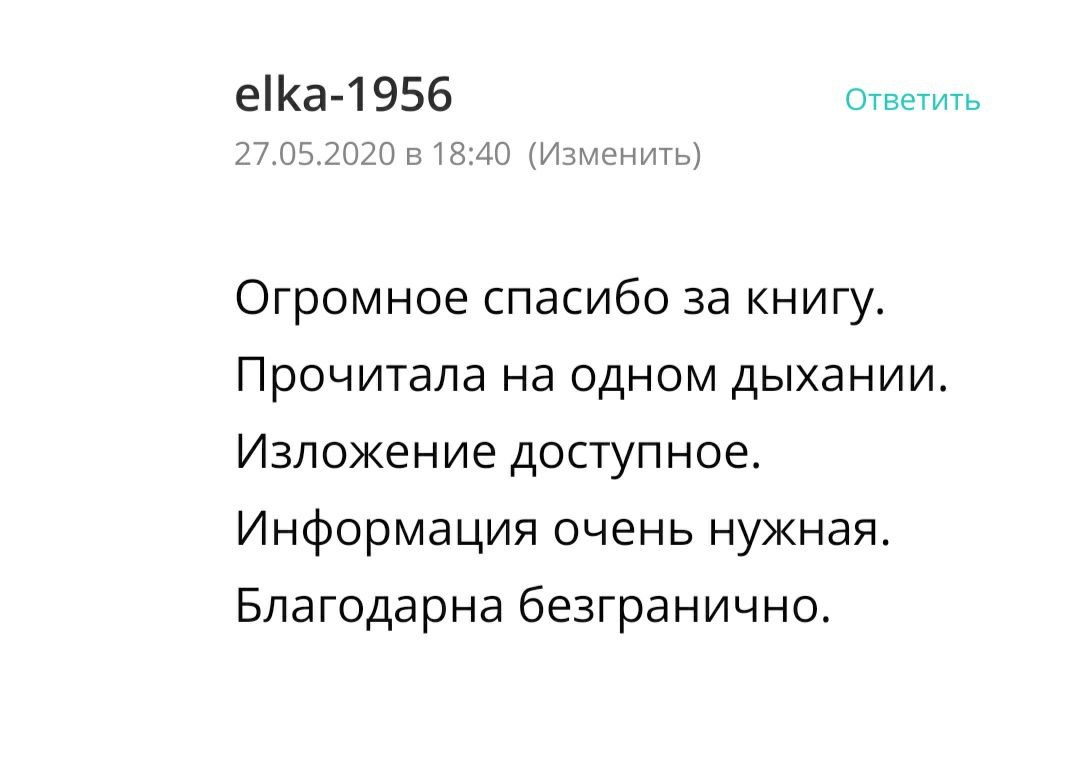 elka-1956
Ответить
27.05.2020 в 18:40 (Изменить)
Огромное спасибо за книгу.
Прочитала на одном дыхании.
Изложение доступное.
Информация очень нужная.
Благодарна безгранично.